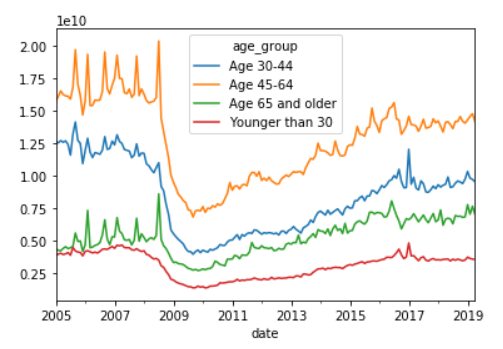 1e10
age_group
Age 30-44
Age 45-64
Age 65 and older
Younger than 30
2.00
1.75
1.50
1.25
1.00
0.75
0.50
0.25
2005 2007 2009 2011 2013 2015 2017 2019
date